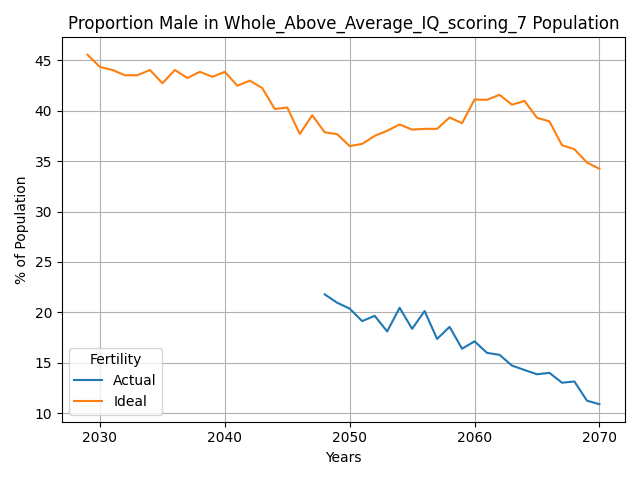 Proportion Male in Whole_Above_Average_IQ_scoring_7 Population
% of Population
45
40
35
30
25
20
15
10
Fertility
Actual
Ideal
2030 2040 2050 2060 2070
Years